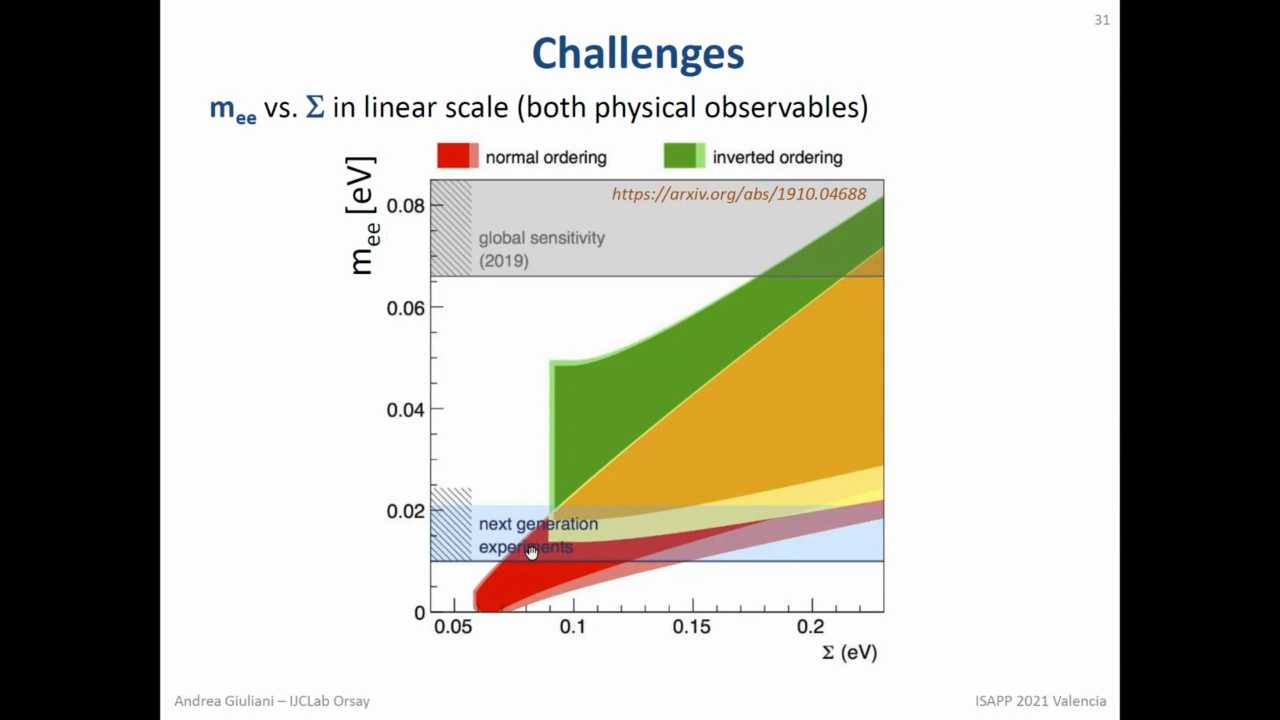 31
Challenges
mee vs. Σ in linear scale (both physical observables)
normal ordering
inverted ordering
mee [eV]
https://arxiv.org/abs/1910.04688
0.08
global sensitivity
(2019)
0.06
0.04
0.02
next generation
experiments
0
0.05
0.1
0.15
0.2
Σ (eV)
Andrea Giuliani – IJCLab Orsay
ISAPP 2021 Valencia